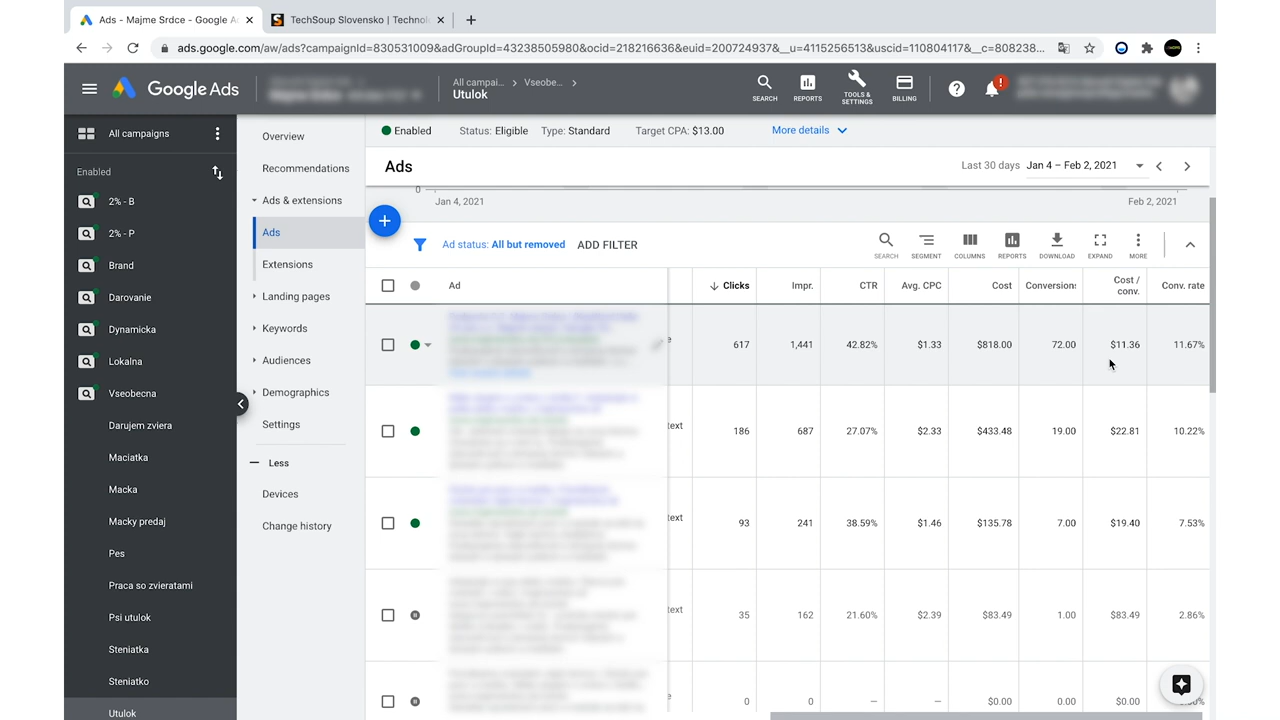 Ads - Majme Srdce - Google A
TechSoup Slovensko | Technol
ads.google.com/aw/ads?campaignId=830531009&adGroupId=43238505980&ocid=218216636&euid=200724937&__u=4115256513&uscid=110804117&__c=808238...
Google Ads
All campai... > Vseobe... >
Utulok
SEARCH
REPORTS
TOOLS & SETTINGS
BILLING
All campaigns
Enabled
2% - B
2% - P
Brand
Darovanie
Dynamicka
Lokalna
Vseobecna
Darujem zviera
Maciatka
Macka
Macky predaj
Pes
Praca so zvieratami
Psi utulok
Steniatka
Steniatko
Utulok
Overview
Recommendations
Ads & extensions
Ads
Extensions
Landing pages
Keywords
Audiences
Demographics
Settings
Less
Devices
Change history
Enabled Status: Eligible Type: Standard Target CPA: $13.00 More details
Ads
Last 30 days Jan 4 – Feb 2, 2021
0
Jan 4, 2021 Feb 2, 2021
Ad status: All but removed ADD FILTER
SEARCH SEGMENT COLUMNS REPORTS DOWNLOAD EXPAND MORE
Ad Clicks Impr. CTR Avg. CPC Cost Conversions Cost / conv. Conv. rate
e 617 1,441 42.82% $1.33 $818.00 72.00 $11.36 11.67%
text 186 687 27.07% $2.33 $433.48 19.00 $22.81 10.22%
text 93 241 38.59% $1.46 $135.78 7.00 $19.40 7.53%
text 35 162 21.60% $2.39 $83.49 1.00 $83.49 2.86%
e 0 0 – – $0.00 0.00 $0.00